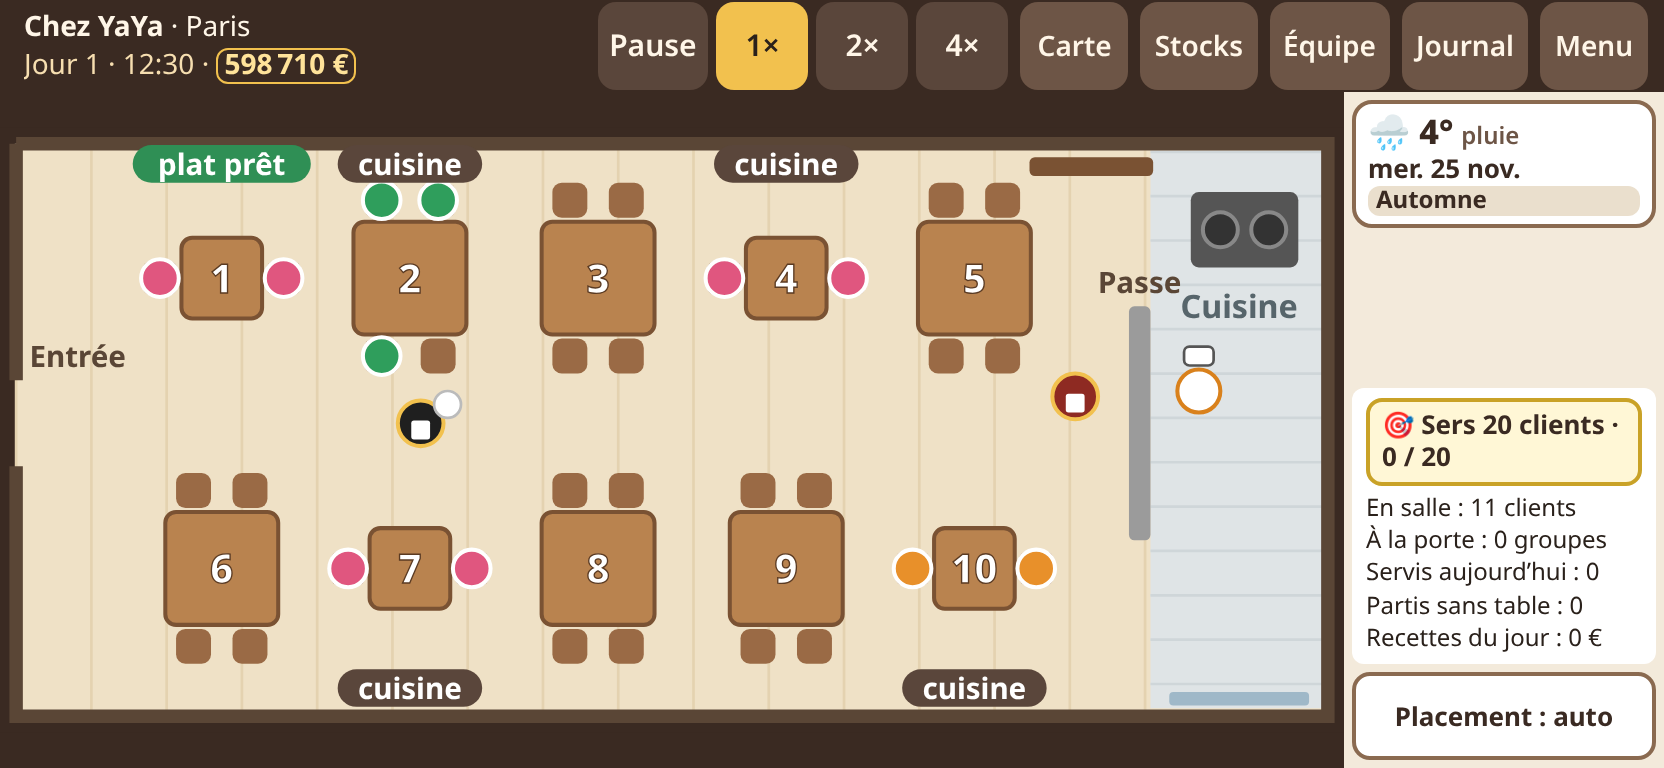 Chez YaYa · Paris
Jour 1 · 12:30 · 598 710 €
Pause
1×
2×
4×
Carte
Stocks
Équipe
Journal
Menu
4° pluie
mer. 25 nov.
Automne
plat prêt
cuisine
cuisine
1
2
3
4
5
Passe
Cuisine
Entrée
6
7
8
9
10
cuisine
cuisine
Sers 20 clients ·
0 / 20
En salle : 11 clients
À la porte : 0 groupes
Servis aujourd’hui : 0
Partis sans table : 0
Recettes du jour : 0 €
Placement : auto